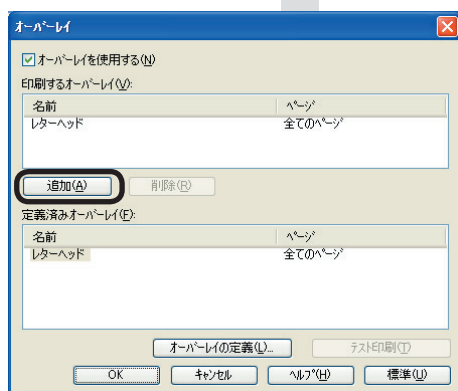 ｵｰﾊﾞｰﾚｲ
ｵｰﾊﾞｰﾚｲを使用する(N)
印刷するｵｰﾊﾞｰﾚｲ(V):
名前 ﾍﾟｰｼﾞ
ﾚﾀｰﾍｯﾄﾞ 全てのﾍﾟｰｼﾞ
追加(A) 削除(R)
定義済みｵｰﾊﾞｰﾚｲ(F):
名前 ﾍﾟｰｼﾞ
ﾚﾀｰﾍｯﾄﾞ 全てのﾍﾟｰｼﾞ
ｵｰﾊﾞｰﾚｲの定義(L)... ﾃｽﾄ印刷(T)
OK ｷｬﾝｾﾙ ﾍﾙﾌﾟ(H) 標準(U)